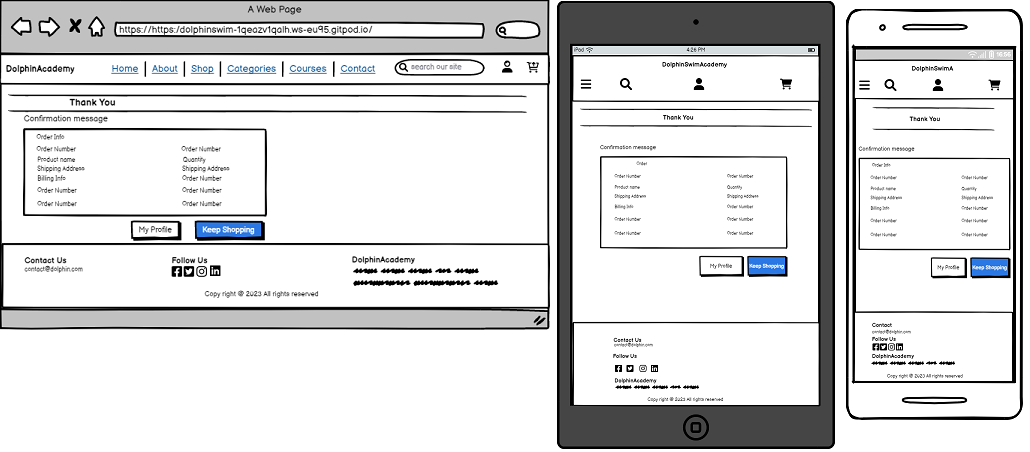 A Web Page
https://https:/dolphinswim-1qeazv1qalh.ws-eu95.gitpod.io/
DolphinAcademy Home About Shop Categories Courses Contact search our site
Thank You
Confirmation message
Order Info
Order Number Order Number
Product name Quantity
Shipping Address Shipping Address
Billing Info Order Number
Order Number Order Number
Order Number Order Number
My Profile Keep Shopping
Contact Us Follow Us DolphinAcademy
contact@dolphin.com
Copy right @ 2023 All rights reserved
iPod 4:26 PM
DolphinSwimAcademy
Thank You
Confirmation message
Order
Order Number Order Number
Product name Quantity
Shipping Address Shipping Address
Billing Info Order Number
Order Number Order Number
Order Number Order Number
My Profile Keep Shopping
Contact Us
contact@dolphin.com
Follow Us
DolphinAcademy
Copy right @ 2023 All rights reserved
DolphinSwimA
Thank You
Confirmation message
Order Info
Order Number Order Number
Product name Quantity
Shipping Address Shipping Address
Billing Info Order Number
Order Number Order Number
Order Number Order Number
My Profile Keep Shopping
Contact
contact@dolphin.com
Follow Us
DolphinAcademy
Copy right @ 2023 All rights reserved